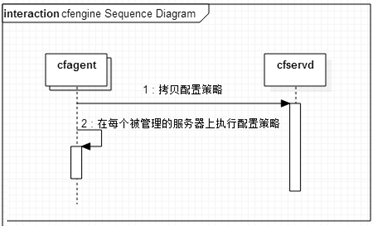 interaction cfengine Sequence Diagram
cfagent
cfservd
1 : 拷贝配置策略
2 : 在每个被管理的服务器上执行配置策略